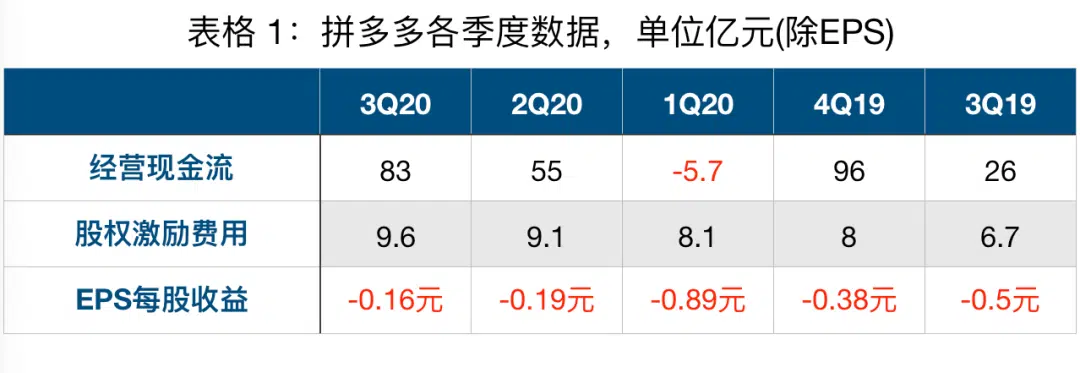 表格 1：拼多多各季度数据，单位亿元(除EPS)
3Q20 2Q20 1Q20 4Q19 3Q19
经营现金流 83 55 -5.7 96 26
股权激励费用 9.6 9.1 8.1 8 6.7
EPS每股收益 -0.16元 -0.19元 -0.89元 -0.38元 -0.5元